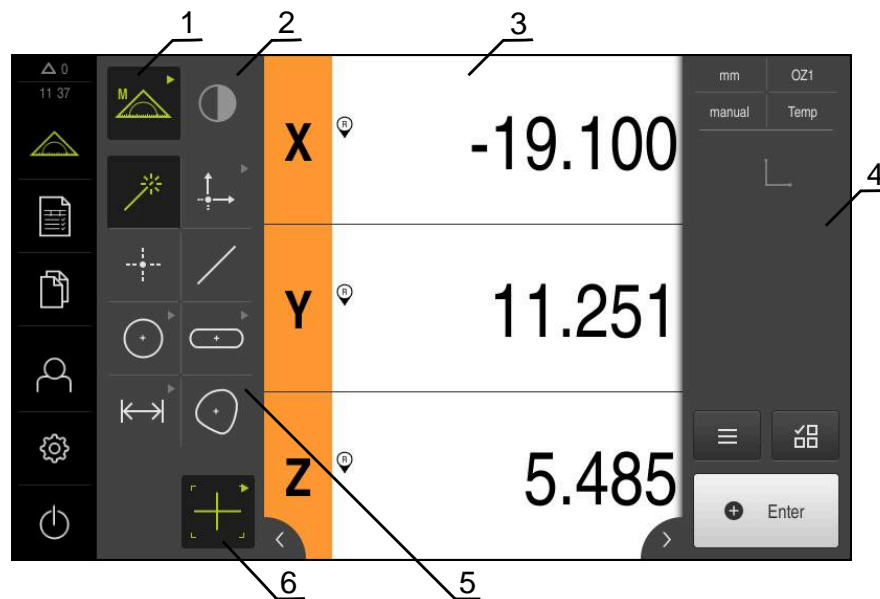 1 2 3
0
11 37
M
mm OZ1
manual Temp
X R -19.100
4
Y R 11.251
Z R 5.485
Enter
6 5